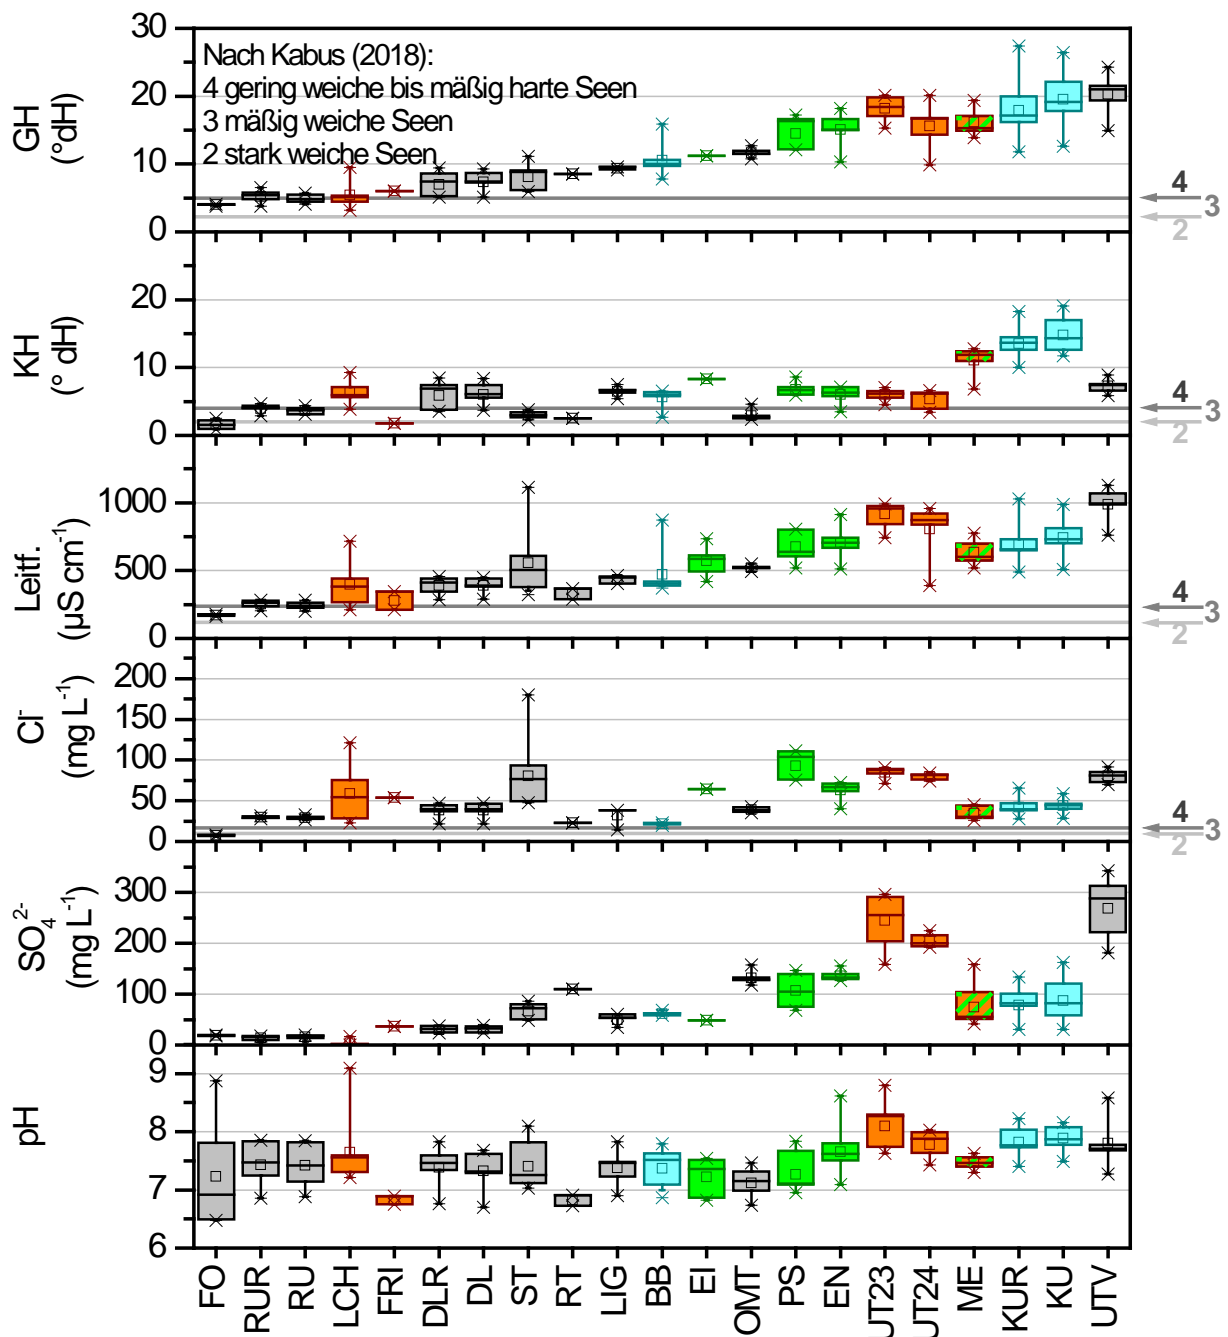 Nach Kabus (2018):
4 gering weiche bis mäßig harte Seen
3 mäßig weiche Seen
2 stark weiche Seen
GH
(°dH)
30
20
10
0
4
3
2
KH
(° dH)
20
10
0
4
3
2
Leitf.
(µS cm⁻¹)
1000
500
0
4
3
2
Cl⁻
(mg L⁻¹)
200
150
100
50
0
4
3
2
SO₄²⁻
(mg L⁻¹)
300
200
100
0
pH
9
8
7
6
FO
RUR
RU
LCH
FRI
DLR
DL
ST
RT
LIG
BB
EI
OMT
PS
EN
UT23
UT24
ME
KUR
KU
UTV